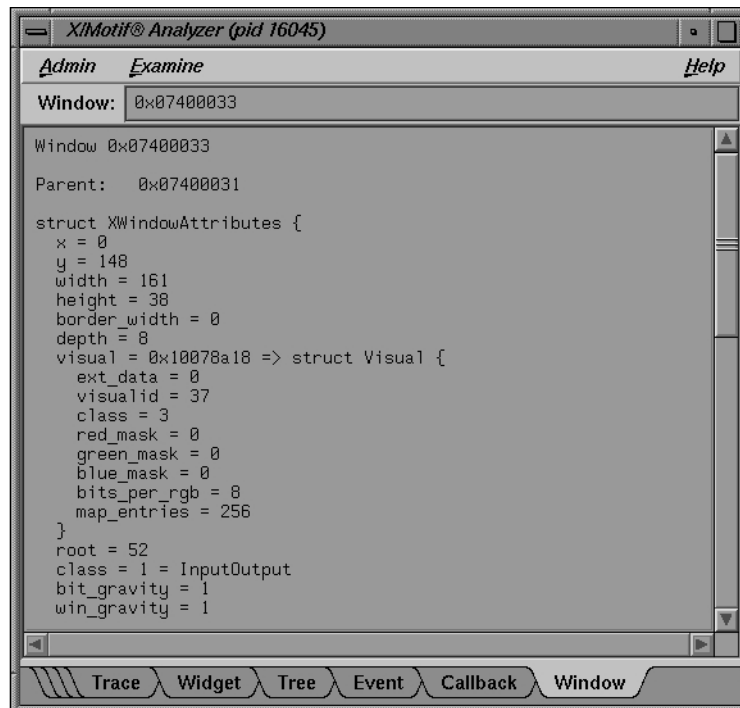 X/Motif® Analyzer (pid 16045)
Admin Examine Help
Window: 0x07400033
Window 0x07400033
Parent: 0x07400031
struct XWindowAttributes {
x = 0
y = 148
width = 161
height = 38
border_width = 0
depth = 8
visual = 0x10078a18 => struct Visual {
ext_data = 0
visualid = 37
class = 3
red_mask = 0
green_mask = 0
blue_mask = 0
bits_per_rgb = 8
map_entries = 256
}
root = 52
class = 1 = InputOutput
bit_gravity = 1
win_gravity = 1
Trace Widget Tree Event Callback Window